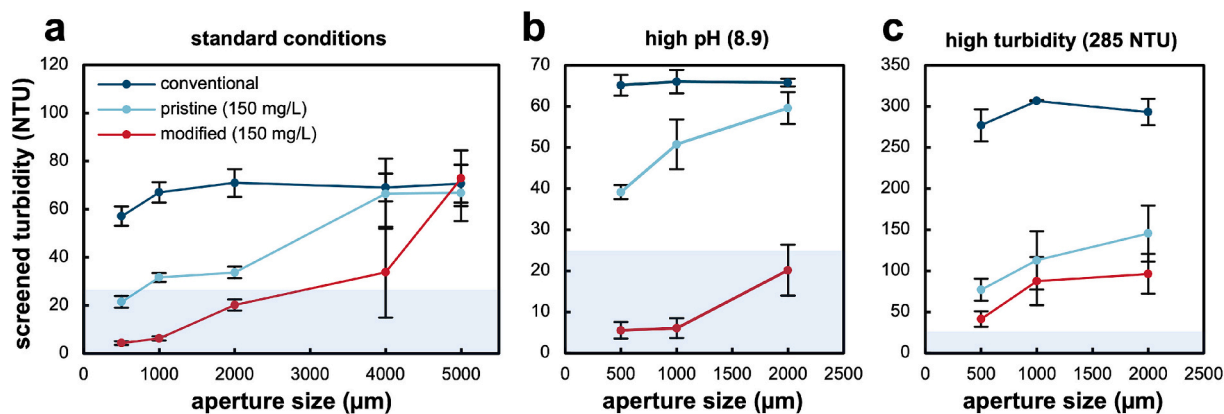 a
standard conditions
screened turbidity (NTU)
120
100
80
60
40
20
0
conventional
pristine (150 mg/L)
modified (150 mg/L)
0 1000 2000 3000 4000 5000
aperture size (µm)
b
high pH (8.9)
70
60
50
40
30
20
10
0
0 500 1000 1500 2000 2500
aperture size (µm)
c
high turbidity (285 NTU)
350
300
250
200
150
100
50
0
0 500 1000 1500 2000 2500
aperture size (µm)